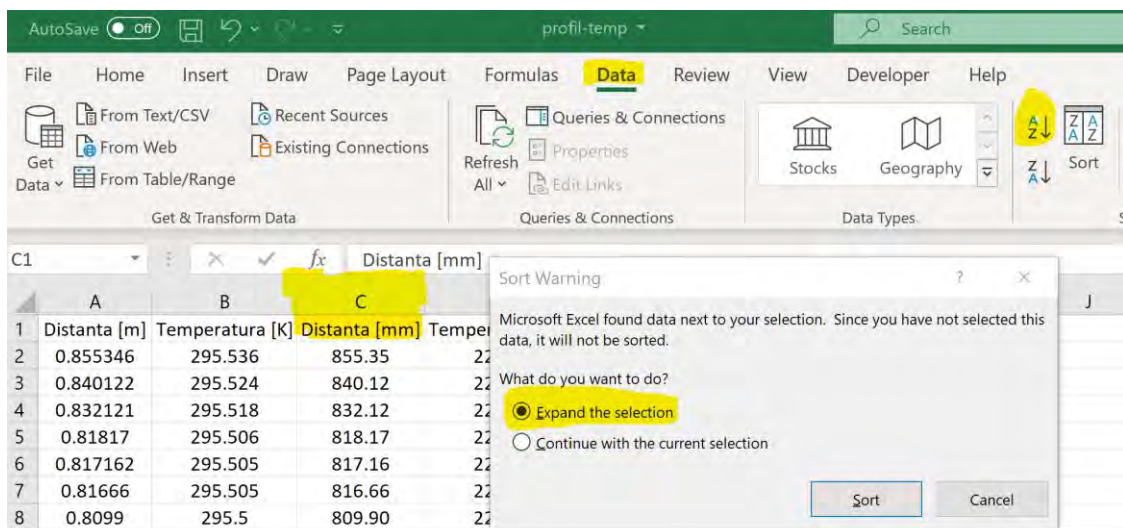 AutoSave Off profil-temp Search
File Home Insert Draw Page Layout Formulas Data Review View Developer Help
Get Data
From Text/CSV
From Web
From Table/Range
Recent Sources
Existing Connections
Get & Transform Data
Refresh All
Queries & Connections
Properties
Edit Links
Queries & Connections
Stocks Geography
Data Types
A Z
Z A
Z A A Z
Sort
C1 fx Distanta [mm]
A B C J
1 Distanta [m] Temperatura [K] Distanta [mm] Temper
2 0.855346 295.536 855.35 22
3 0.840122 295.524 840.12 22
4 0.832121 295.518 832.12 22
5 0.81817 295.506 818.17 22
6 0.817162 295.505 817.16 22
7 0.81666 295.505 816.66 22
8 0.8099 295.5 809.90 22
Sort Warning ?
Microsoft Excel found data next to your selection. Since you have not selected this
data, it will not be sorted.
What do you want to do?
Expand the selection
Continue with the current selection
Sort Cancel